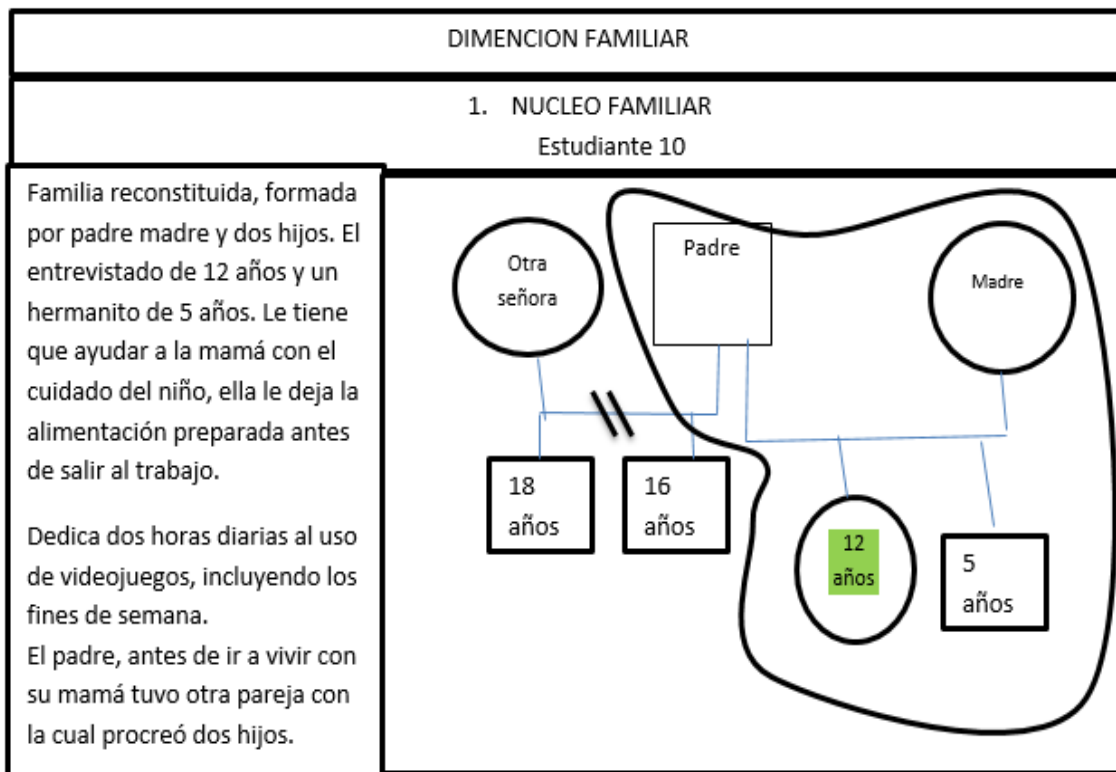 DIMENCION FAMILIAR
1. NUCLEO FAMILIAR
Estudiante 10
Familia reconstituida, formada
por padre madre y dos hijos. El
entrevistado de 12 años y un
hermanito de 5 años. Le tiene
que ayudar a la mamá con el
cuidado del niño, ella le deja la
alimentación preparada antes
de salir al trabajo.
Dedica dos horas diarias al uso
de videojuegos, incluyendo los
fines de semana.
El padre, antes de ir a vivir con
su mamá tuvo otra pareja con
la cual procreó dos hijos.
Otra
señora
Padre
Madre
18
años
16
años
12
años
5
años